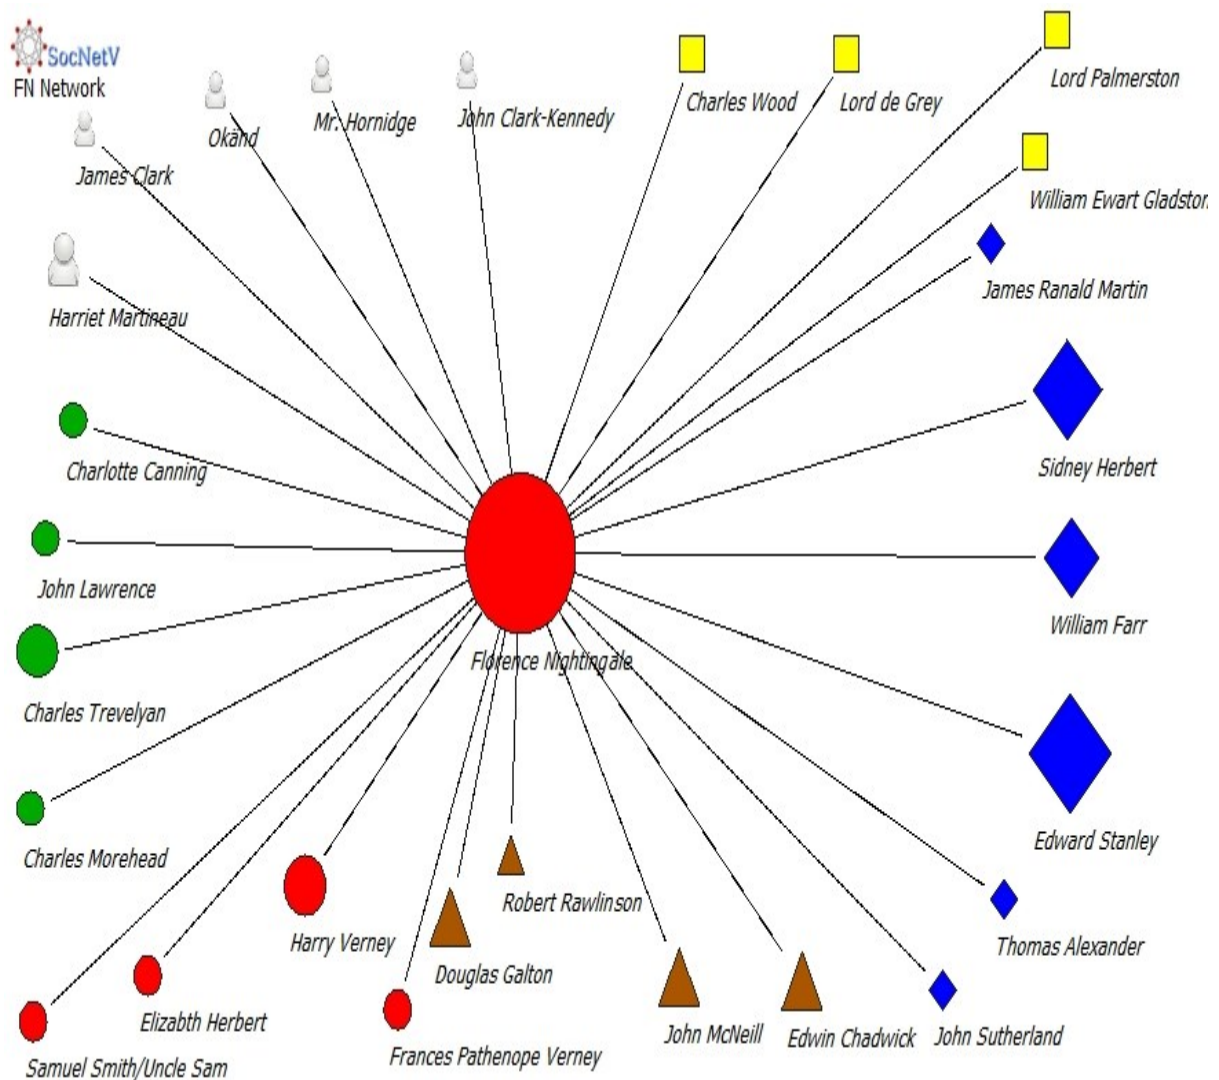 SocNetV
FN Network
James Clark
Okänd
Mr. Hornidge
John Clark-Kennedy
Charles Wood
Lord de Grey
Lord Palmerston
William Ewart Gladston
James Ranald Martin
Harriet Martineau
Sidney Herbert
Charlotte Canning
John Lawrence
William Farr
Florence Nightingale
Charles Trevelyan
Edward Stanley
Charles Morehead
Robert Rawlinson
Harry Verney
Douglas Galton
Thomas Alexander
Elizabth Herbert
John McNeill
Edwin Chadwick
John Sutherland
Samuel Smith/Uncle Sam
Frances Pathenope Verney